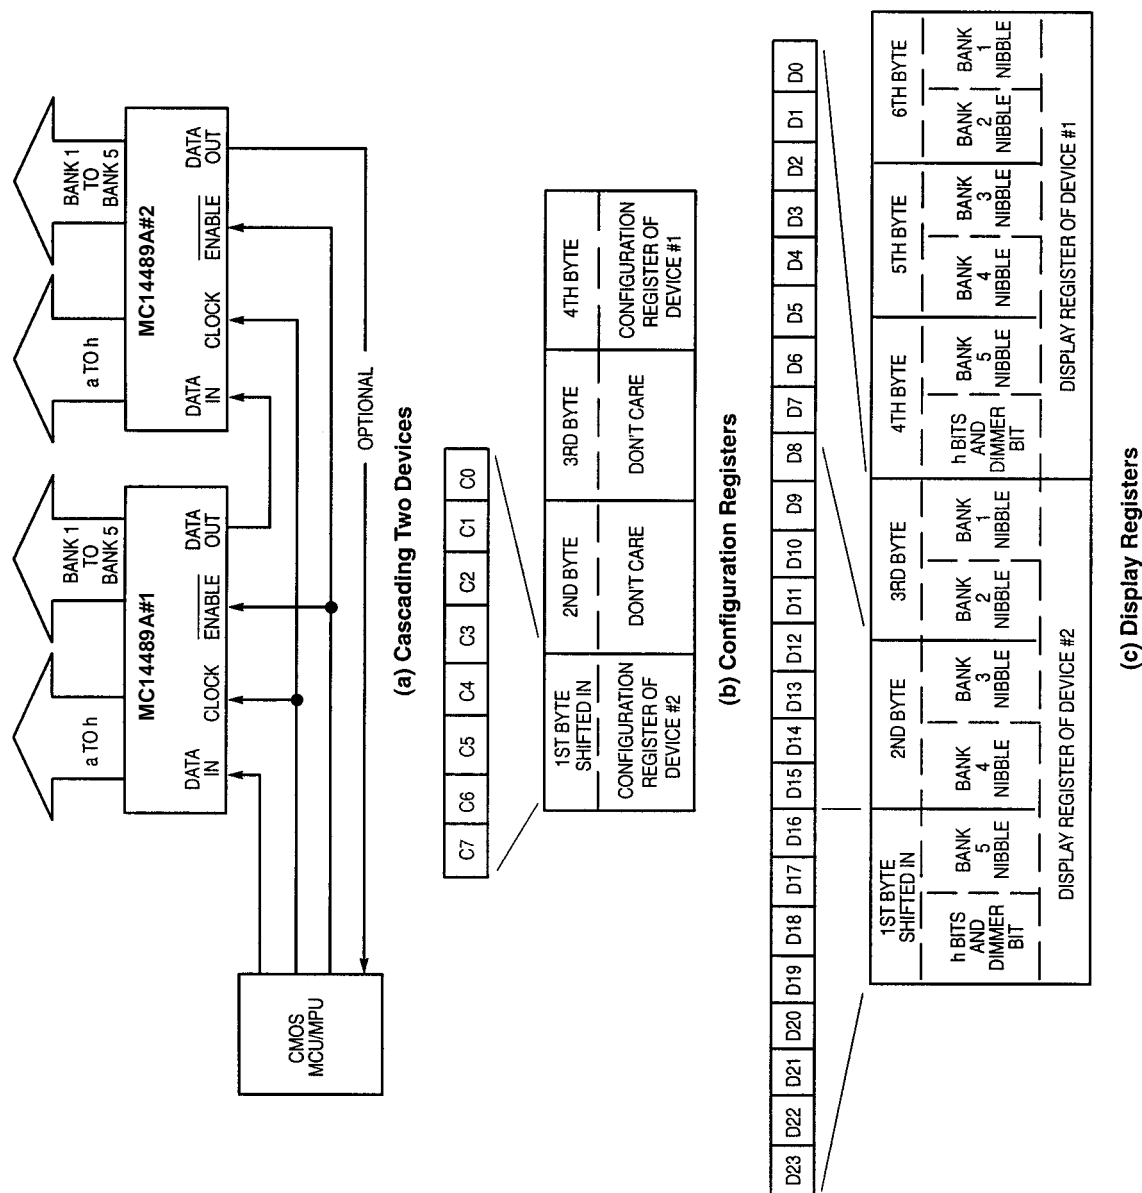 CMOS
MCU/MPU
a TO h
BANK 1
TO
BANK 5
MC14489A#1
DATA
IN
CLOCK
ENABLE
DATA
OUT
a TO h
BANK 1
TO
BANK 5
MC14489A#2
DATA
IN
CLOCK
ENABLE
DATA
OUT
OPTIONAL
(a) Cascading Two Devices
C7 C6 C5 C4 C3 C2 C1 C0
1ST BYTE
SHIFTED IN
2ND BYTE
3RD BYTE
4TH BYTE
CONFIGURATION
REGISTER OF
DEVICE #2
DON'T CARE
DON'T CARE
CONFIGURATION
REGISTER OF
DEVICE #1
(b) Configuration Registers
D23 D22 D21 D20 D19 D18 D17 D16 D15 D14 D13 D12 D11 D10 D9 D8 D7 D6 D5 D4 D3 D2 D1 D0
1ST BYTE
SHIFTED IN
2ND BYTE
3RD BYTE
4TH BYTE
5TH BYTE
6TH BYTE
h BITS
AND
DIMMER
BIT
BANK
5
NIBBLE
BANK
4
NIBBLE
BANK
3
NIBBLE
BANK
2
NIBBLE
BANK
1
NIBBLE
h BITS
AND
DIMMER
BIT
BANK
5
NIBBLE
BANK
4
NIBBLE
BANK
3
NIBBLE
BANK
2
NIBBLE
BANK
1
NIBBLE
DISPLAY REGISTER OF DEVICE #2
DISPLAY REGISTER OF DEVICE #1
(c) Display Registers